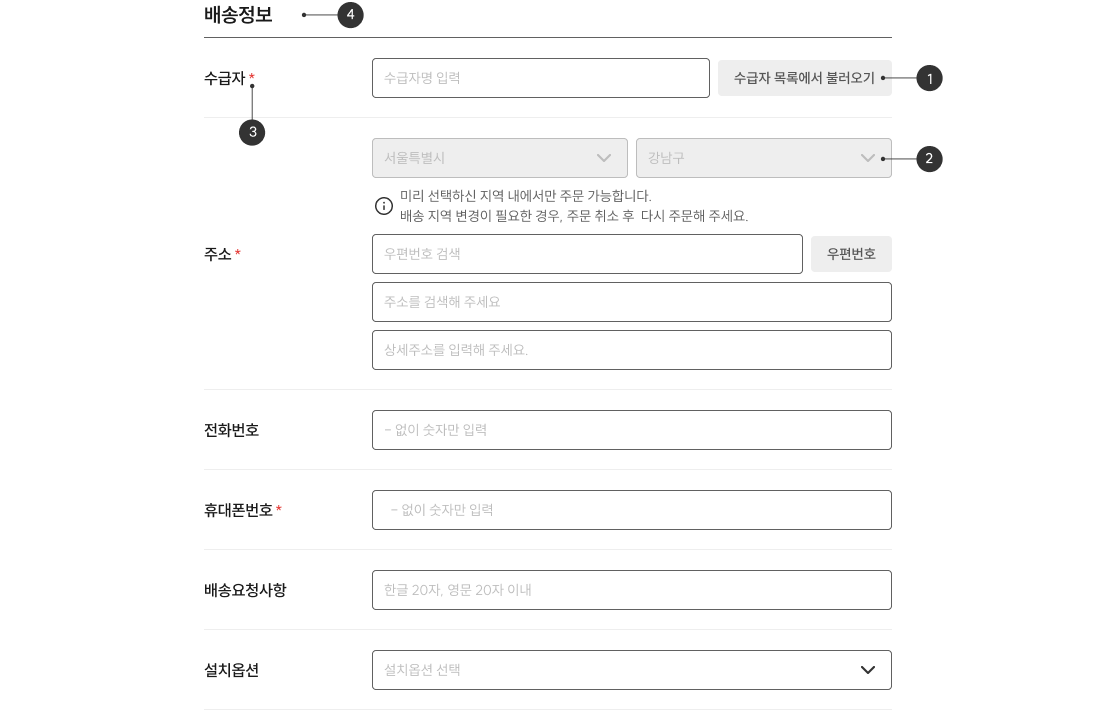 배송정보
4
수급자 *
수급자명 입력
수급자 목록에서 불러오기
1
3
서울특별시
강남구
2
미리 선택하신 지역 내에서만 주문 가능합니다.
배송 지역 변경이 필요한 경우, 주문 취소 후 다시 주문해 주세요.
주소 *
우편번호 검색
우편번호
주소를 검색해 주세요
상세주소를 입력해 주세요.
전화번호
- 없이 숫자만 입력
휴대폰번호 *
- 없이 숫자만 입력
배송요청사항
한글 20자, 영문 20자 이내
설치옵션
설치옵션 선택